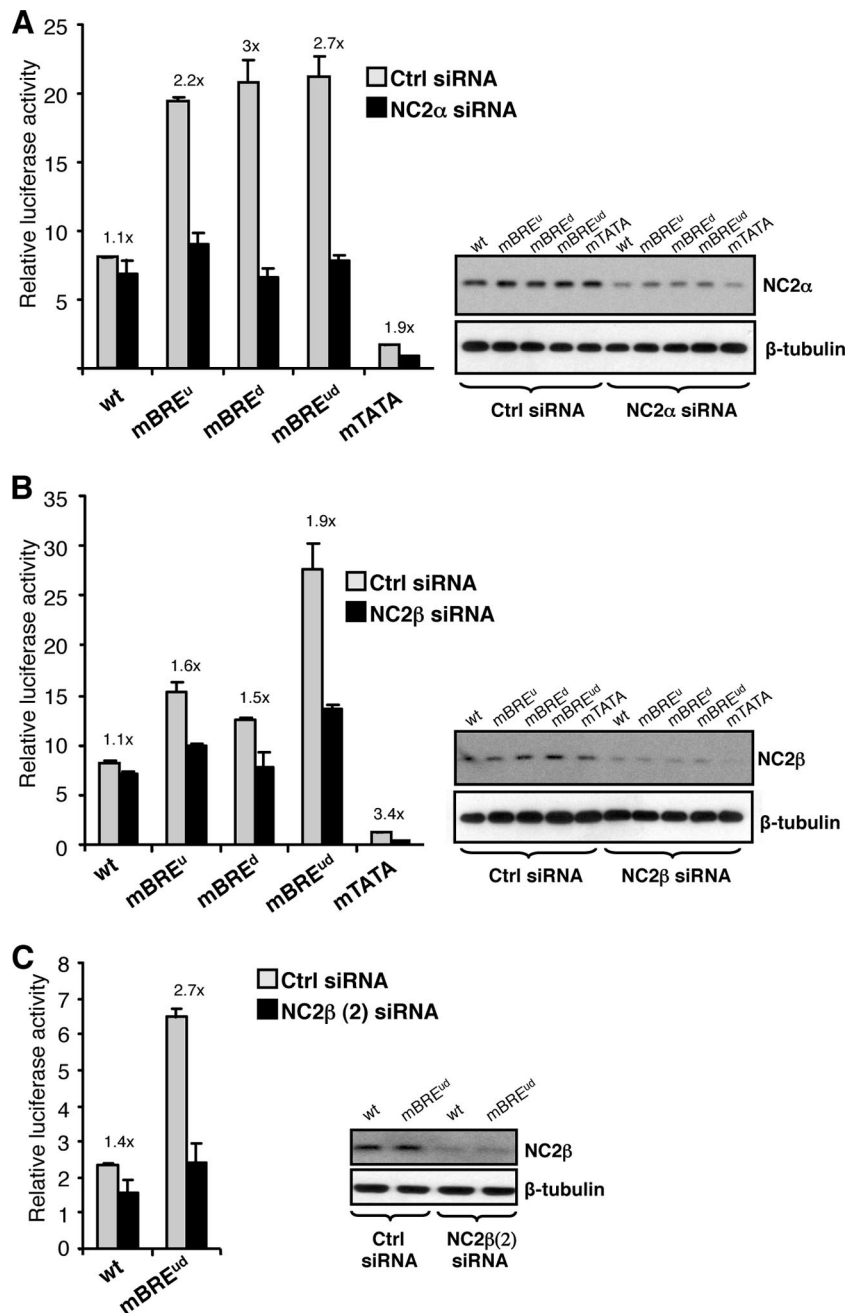 A
Relative luciferase activity
25
20
15
10
5
2.2x
3x
2.7x
1.1x
1.9x
Ctrl siRNA
NC2α siRNA
wt
mBREᵘ
mBREᵈ
mBREᵘᵈ
mTATA
wt mBREᵘ mBREᵈ mBREᵘᵈ mTATA wt mBREᵘ mBREᵈ mBREᵘᵈ mTATA
NC2α
β-tubulin
Ctrl siRNA NC2α siRNA
B
Relative luciferase activity
35
30
25
20
15
10
5
0
1.1x
1.6x
1.5x
1.9x
3.4x
Ctrl siRNA
NC2β siRNA
wt
mBREᵘ
mBREᵈ
mBREᵘᵈ
mTATA
wt mBREᵘ mBREᵈ mBREᵘᵈ mTATA wt mBREᵘ mBREᵈ mBREᵘᵈ mTATA
NC2β
β-tubulin
Ctrl siRNA NC2β siRNA
C
Relative luciferase activity
8
7
6
5
4
3
2
1
0
1.4x
2.7x
Ctrl siRNA
NC2β (2) siRNA
wt
mBREᵘᵈ
wt mBREᵘᵈ wt mBREᵘᵈ
NC2β
β-tubulin
Ctrl NC2β(2)
siRNA siRNA